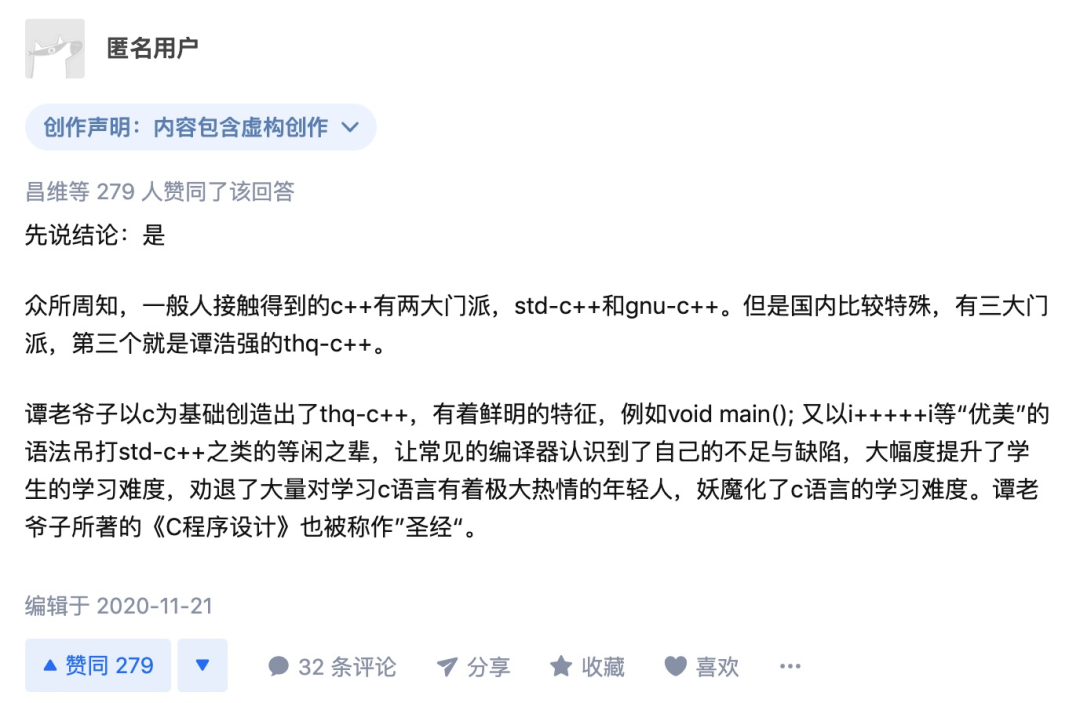 匿名用户
创作声明：内容包含虚构创作
昌维等 279 人赞同了该回答
先说结论：是
众所周知，一般人接触得到的c++有两大门派，std-c++和gnu-c++。但是国内比较特殊，有三大门
派，第三个就是谭浩强的thq-c++。
谭老爷子以c为基础创造出了thq-c++，有着鲜明的特征，例如void main(); 又以i+++++i等“优美”的
语法吊打std-c++之类的等闲之辈，让常见的编译器认识到了自己的不足与缺陷，大幅度提升了学
生的学习难度，劝退了大量对学习c语言有着极大热情的年轻人，妖魔化了c语言的学习难度。谭老
爷子所著的《C程序设计》也被称作”圣经“。
编辑于 2020-11-21
赞同 279 32 条评论 分享 收藏 喜欢